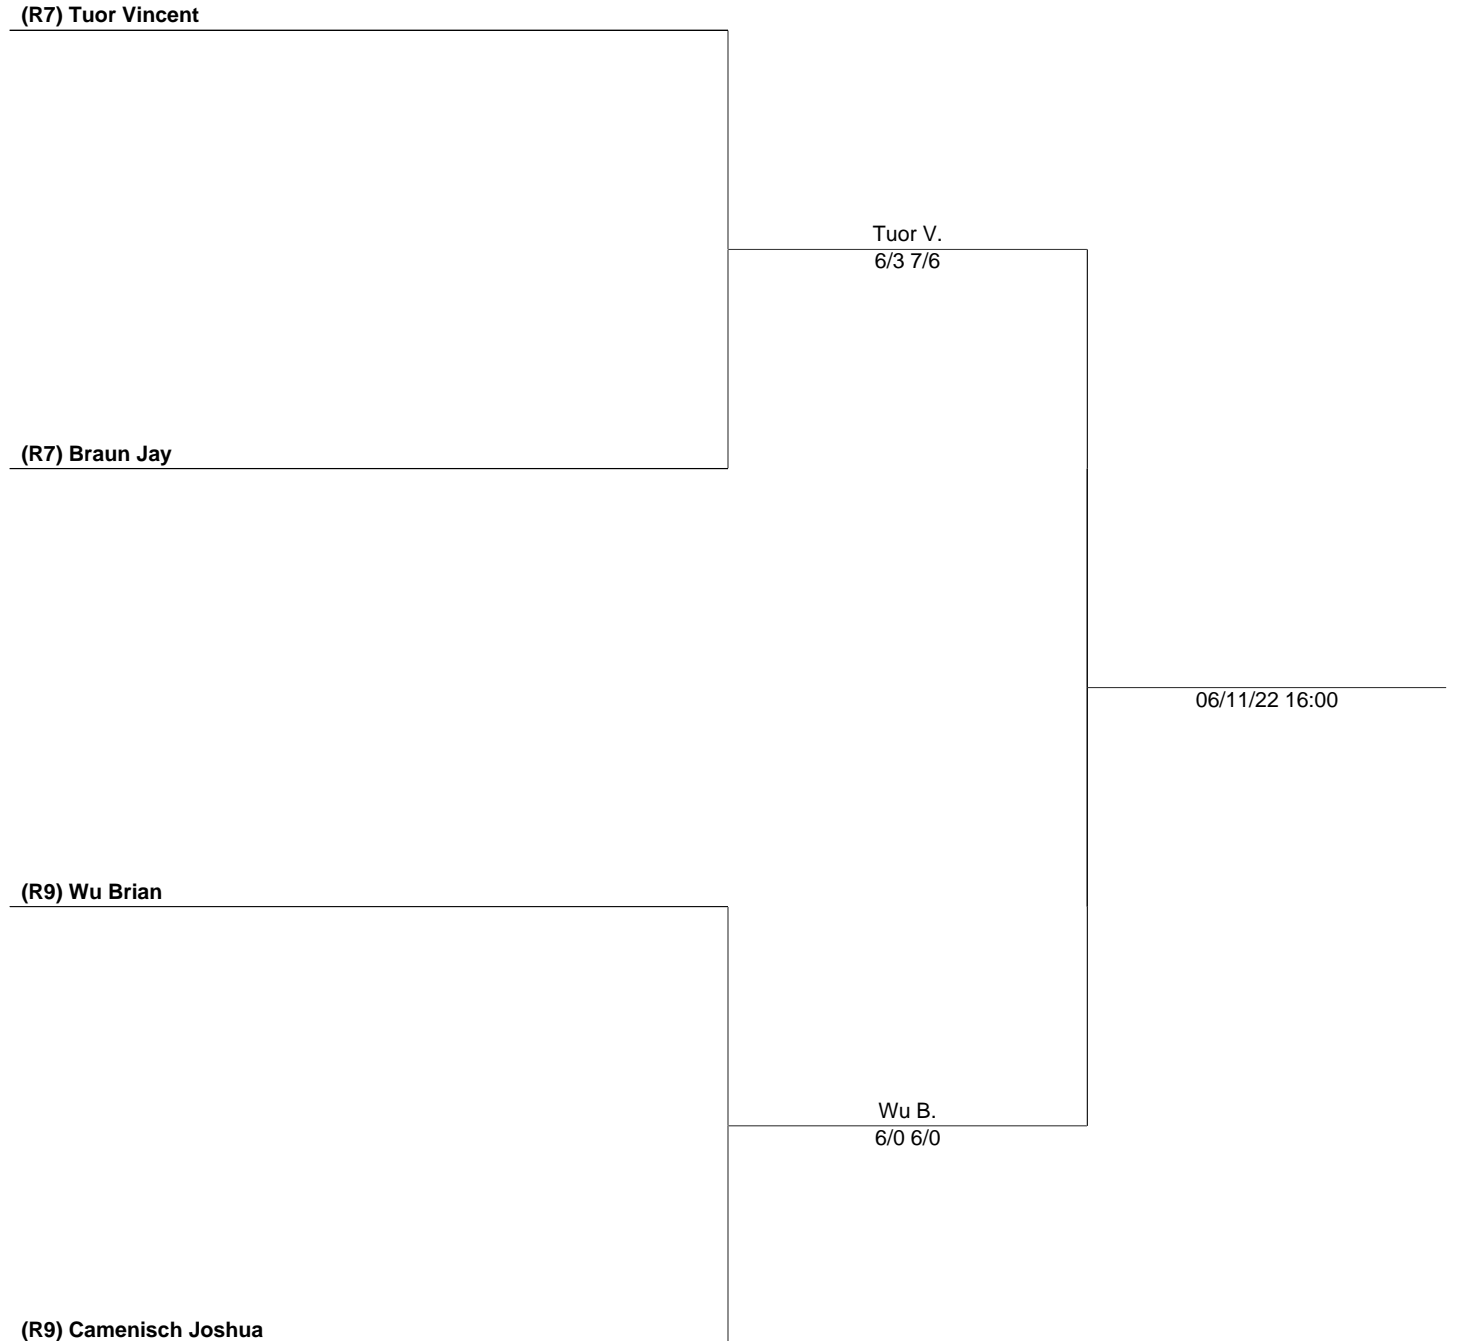 (R7) Tuor Vincent
Tuor V.
6/3 7/6
(R7) Braun Jay
06/11/22 16:00
(R9) Wu Brian
Wu B.
6/0 6/0
(R9) Camenisch Joshua